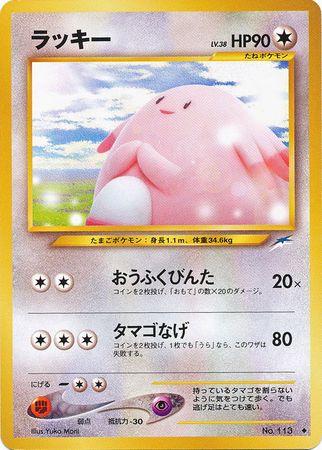 ラッキー
LV.38 HP90
たねポケモン
たまごポケモン:身長1.1m、体重34.6kg
おうふくびんた 20×
コインを2枚投げ、「おもて」の数×20のダメージ。
タマゴなげ 80
コインを2枚投げ、1枚でも「うら」なら、このワザは
失敗する。
にげる
弱点 抵抗力 -30
持っているタマゴを割らない
ように気をつけて歩く。でも
逃げ足はとても速い。
Illus. Yuko Morii
No. 113